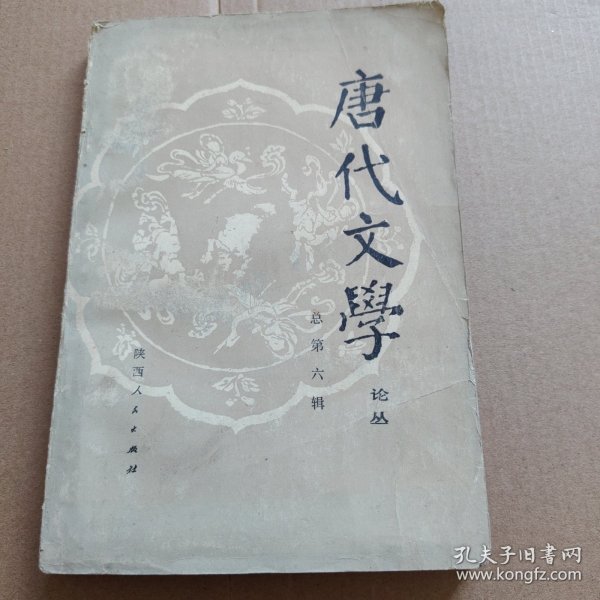 唐代文學
论丛
总第六辑
陕西人民出版社
孔夫子旧书网
www.kongfz.com